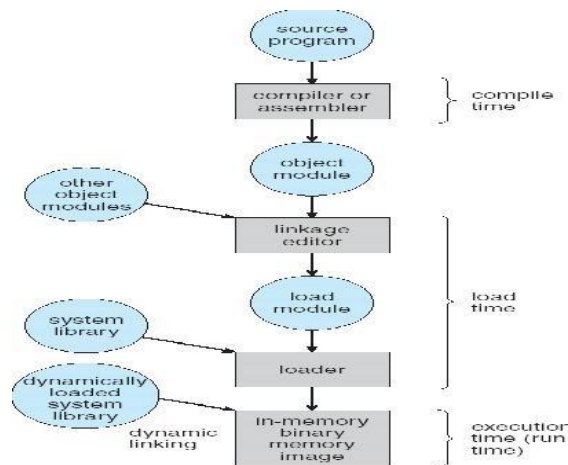 source
program
compiler or
assembler
compile
time
object
module
other
object
modules
linkage
editor
load
module
load
time
system
library
loader
dynamically
loaded
system
library
dynamic
linking
in-memory
binary
memory
image
execution
time (run
time)